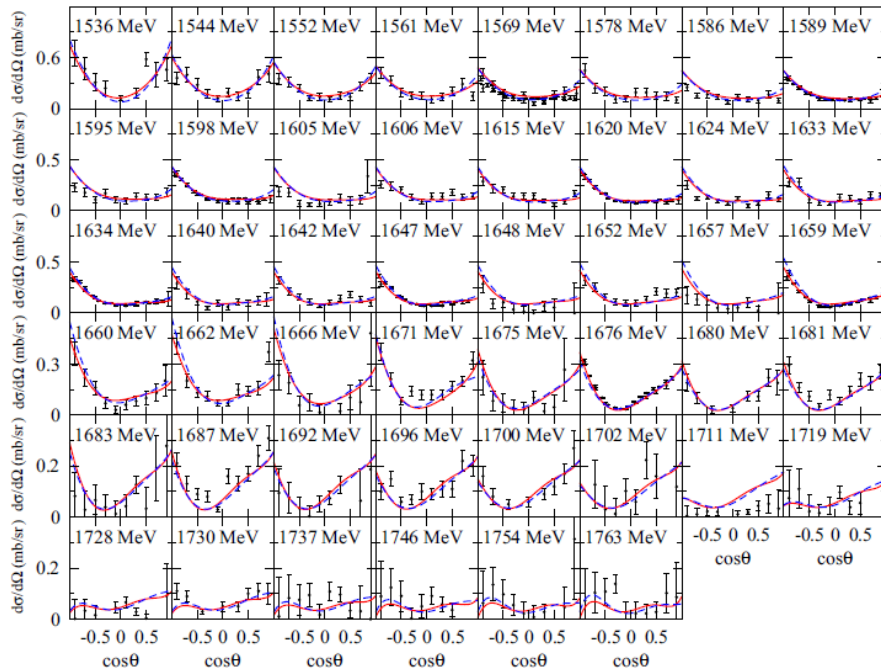 dσ/dΩ (mb/sr) 0.6 0.3 0 1536 MeV 1544 MeV 1552 MeV 1561 MeV 1569 MeV 1578 MeV 1586 MeV 1589 MeV
dσ/dΩ (mb/sr) 0.5 0 1595 MeV 1598 MeV 1605 MeV 1606 MeV 1615 MeV 1620 MeV 1624 MeV 1633 MeV
dσ/dΩ (mb/sr) 0.5 0 1634 MeV 1640 MeV 1642 MeV 1647 MeV 1648 MeV 1652 MeV 1657 MeV 1659 MeV
dσ/dΩ (mb/sr) 0.3 0 1660 MeV 1662 MeV 1666 MeV 1671 MeV 1675 MeV 1676 MeV 1680 MeV 1681 MeV
dσ/dΩ (mb/sr) 0.2 0 1683 MeV 1687 MeV 1692 MeV 1696 MeV 1700 MeV 1702 MeV 1711 MeV 1719 MeV
dσ/dΩ (mb/sr) 0.2 0 1728 MeV 1730 MeV 1737 MeV 1746 MeV 1754 MeV 1763 MeV
-0.5 0 0.5 -0.5 0 0.5
cosθ cosθ
-0.5 0 0.5 -0.5 0 0.5 -0.5 0 0.5 -0.5 0 0.5 -0.5 0 0.5 -0.5 0 0.5
cosθ cosθ cosθ cosθ cosθ cosθ